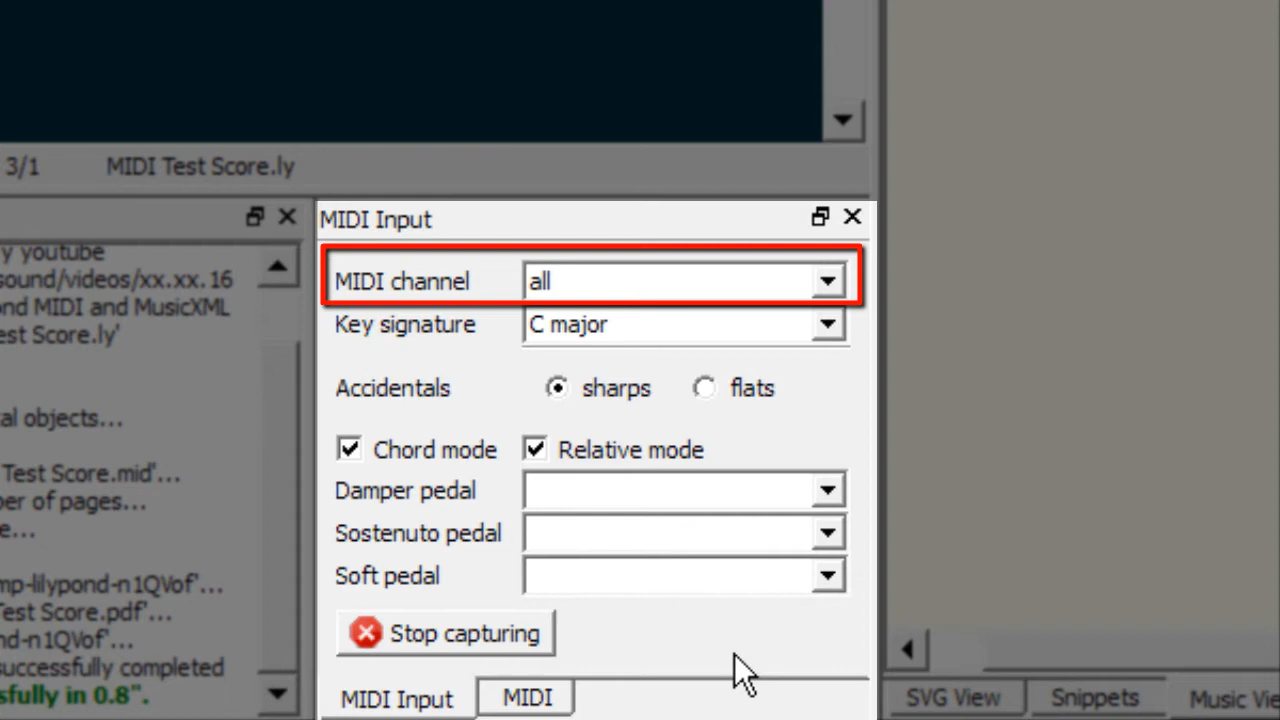 3/1 MIDI Test Score.ly
y youtube
sound/videos/xx.xx.16
ond MIDI and MusicXML
est Score.ly'
al objects...
Test Score.mid'...
ber of pages...
e...
mp-lilypond-n1QVof'...
Test Score.pdf'...
nd-n1QVof'...
successfully completed
sfully in 0.8".
MIDI Input
MIDI channel all
Key signature C major
Accidentals sharps flats
Chord mode Relative mode
Damper pedal
Sostenuto pedal
Soft pedal
Stop capturing
MIDI Input MIDI
SVG View Snippets Music Vie